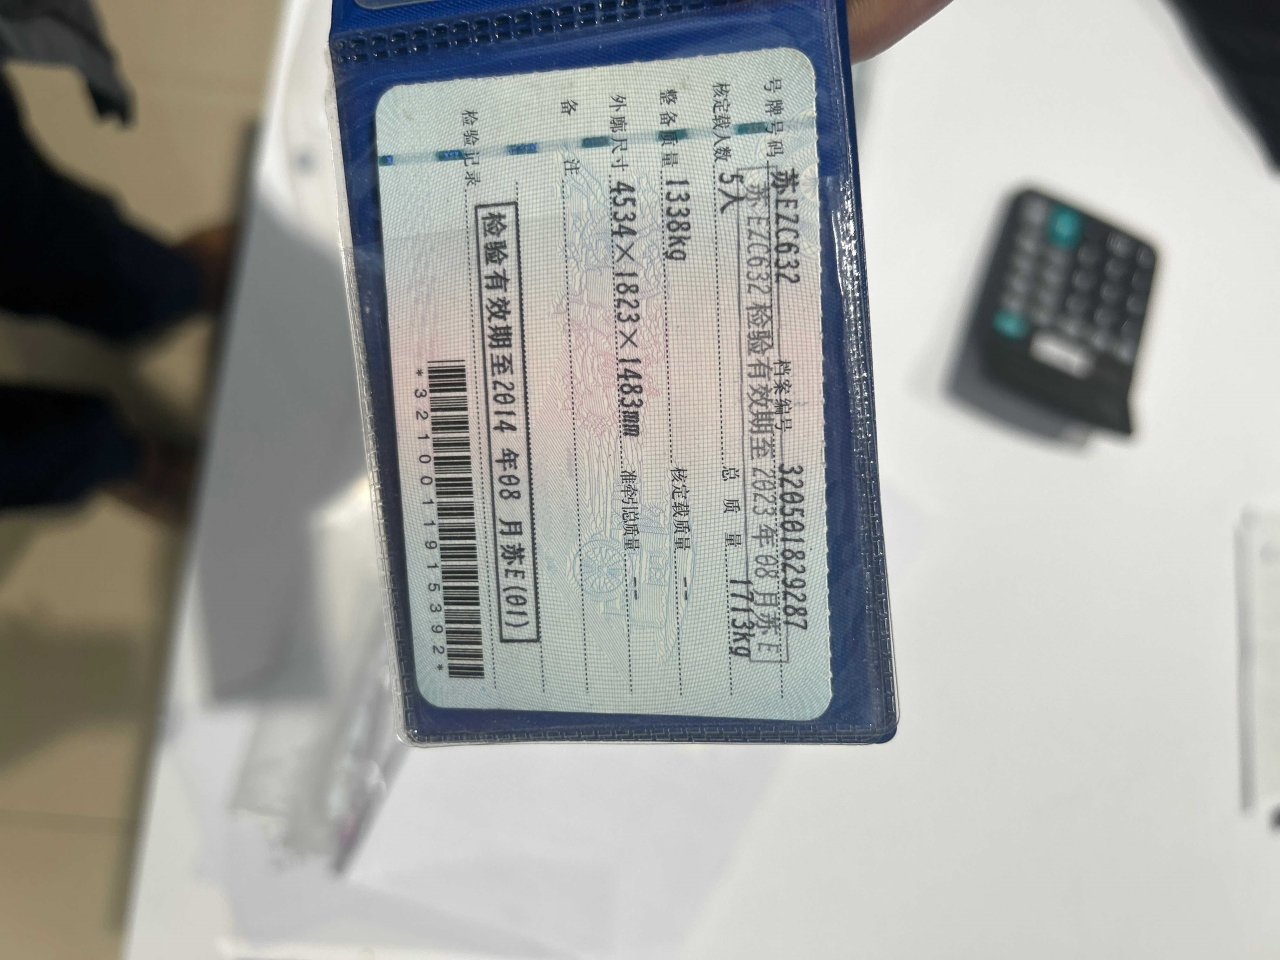 号牌号码 苏EZC632 档案编号 320501829287
苏EZC632 检验有效期至2023年08月苏E
核定载人数 5人 总质量 1713kg
整备质量 1338kg 核定载质量 --
外廓尺寸 4534×1823×1483mm 准牵引总质量 --
备注
检验记录 检验有效期至2014年08月苏E(01)
*3210011915392*